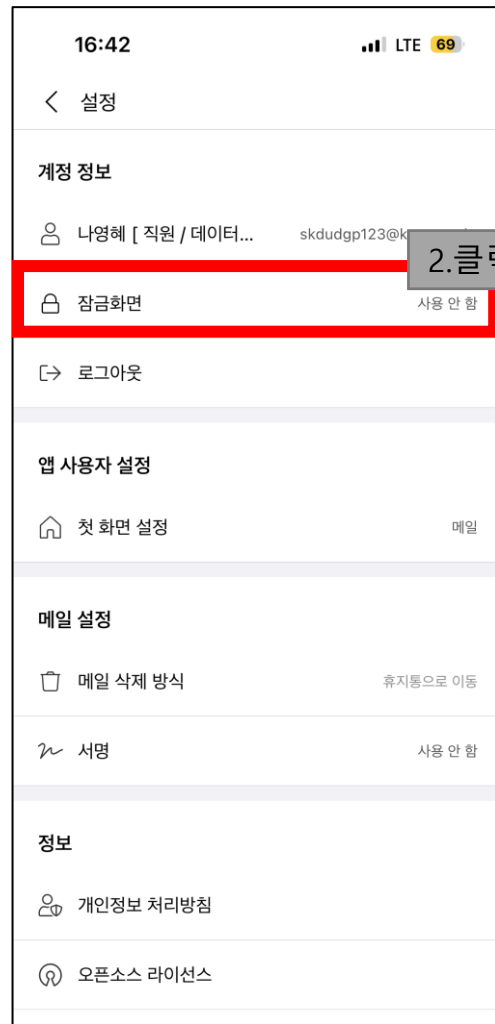 16:42 LTE 69
설정
계정 정보
나영혜 [ 직원 / 데이터... skdudgp123@k
2.클릭
잠금화면 사용 안 함
로그아웃
앱 사용자 설정
첫 화면 설정 메일
메일 설정
메일 삭제 방식 휴지통으로 이동
서명 사용 안 함
정보
개인정보 처리방침
오픈소스 라이선스